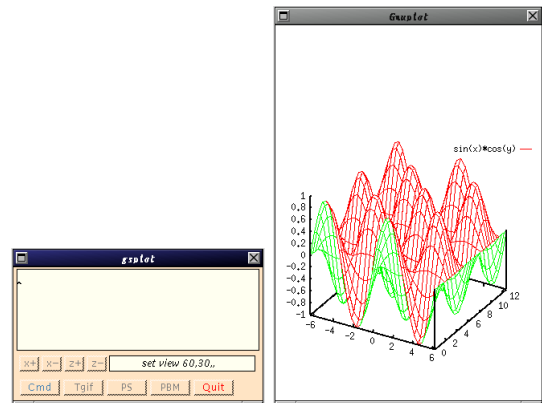 Gnuplot
sin(x)*cos(y)
1
0.8
0.6
0.4
0.2
0
-0.2
-0.4
-0.6
-0.8
-1
-6 -4 -2 0 2 4 6
0 2 4 6 8 10 12
gsplot
^
x+ x- z+ z- set view 60,30,,
Cmd Tgif PS PBM Quit